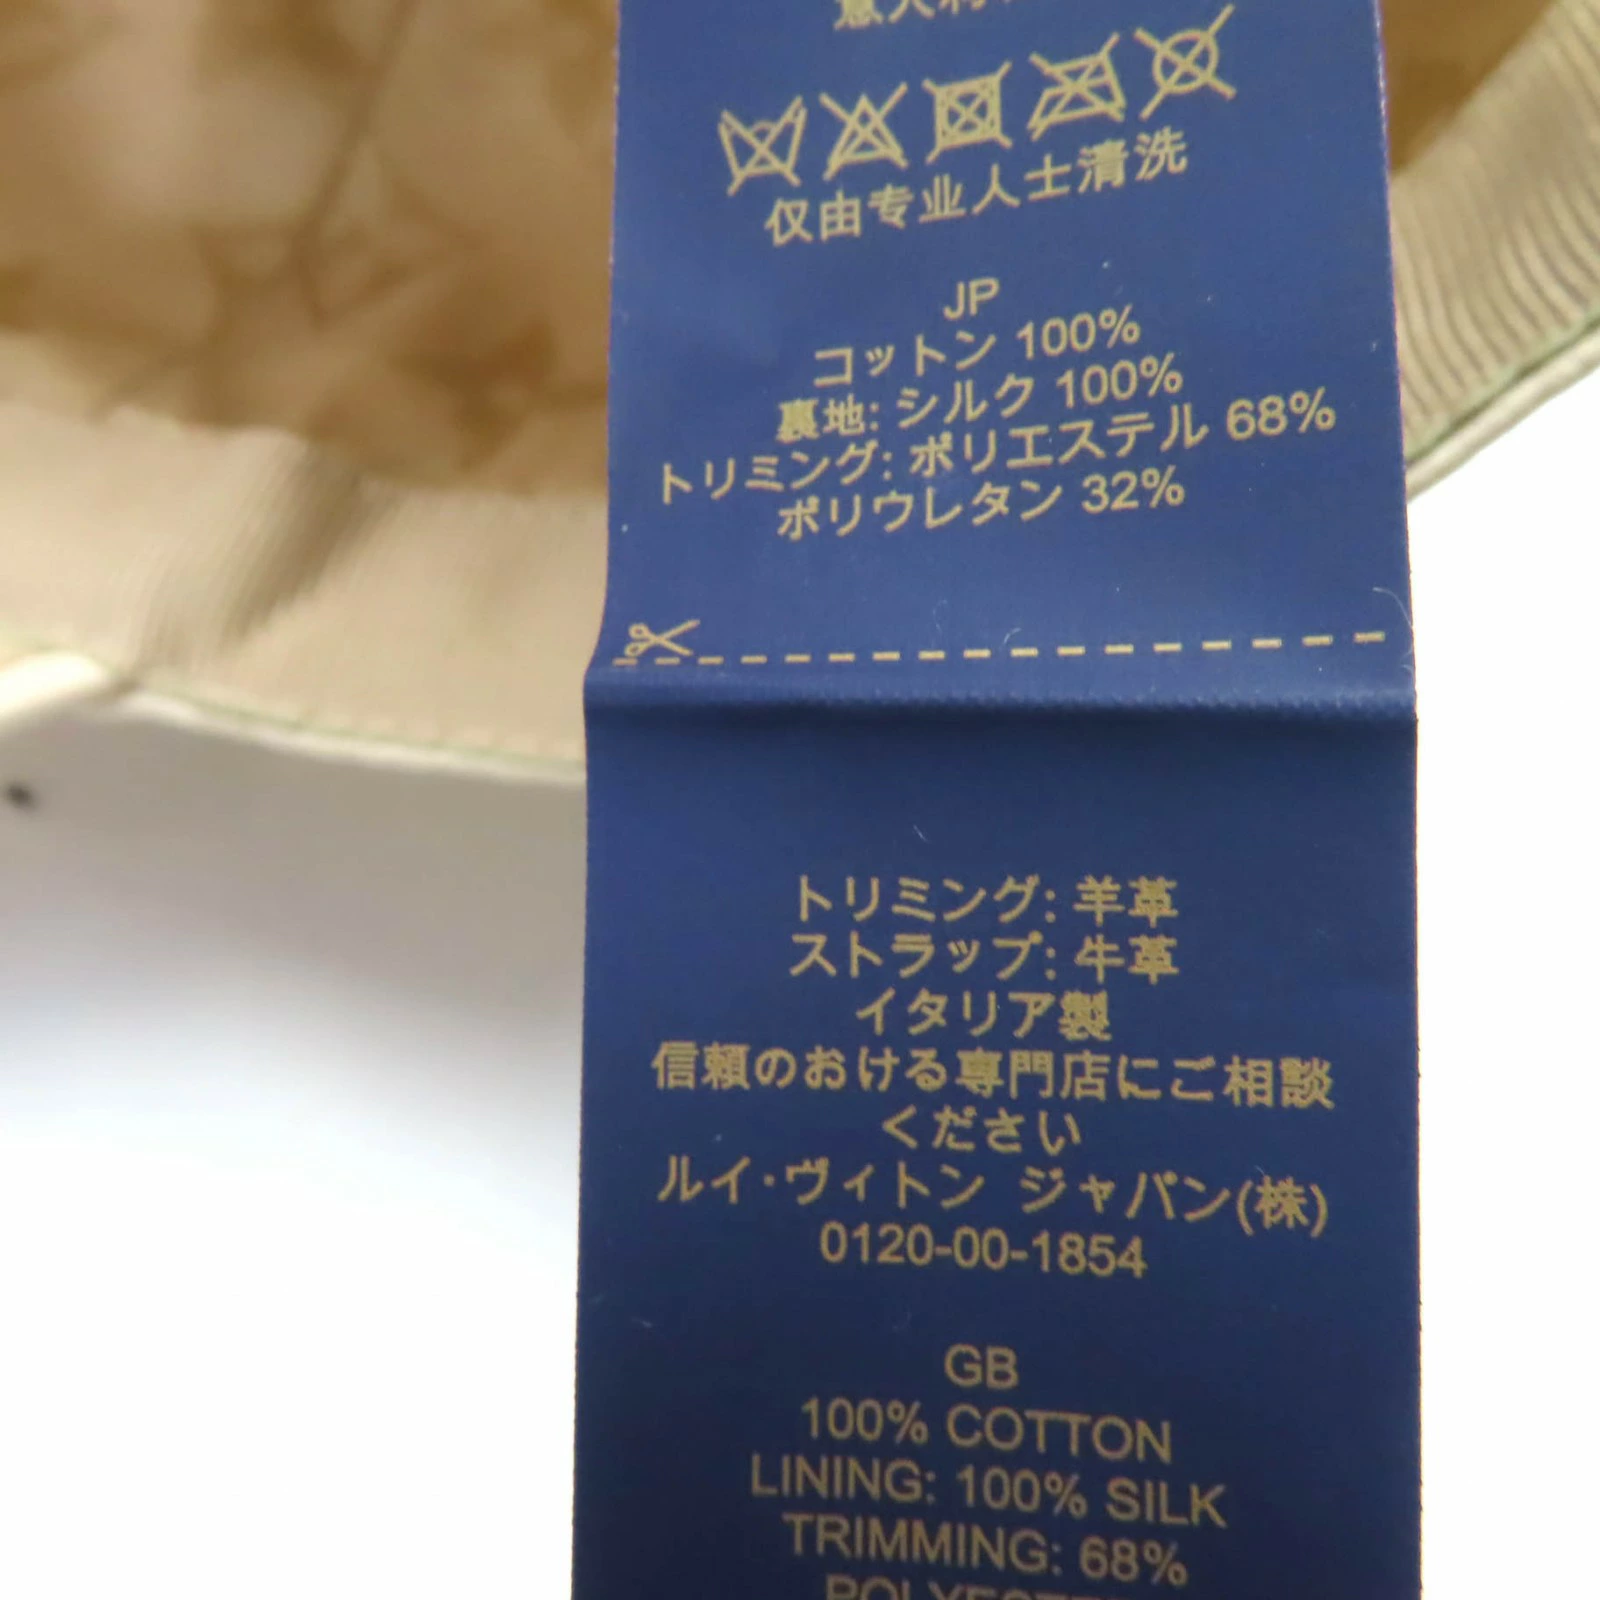 意大利
仅由专业人士清洗
JP
コットン 100%
裏地: シルク 100%
トリミング: ポリエステル 68%
ポリウレタン 32%
トリミング: 羊革
ストラップ: 牛革
イタリア製
信頼のおける専門店にご相談
ください
ルイ·ヴィトン ジャパン(株)
0120-00-1854
GB
100% COTTON
LINING: 100% SILK
TRIMMING: 68%